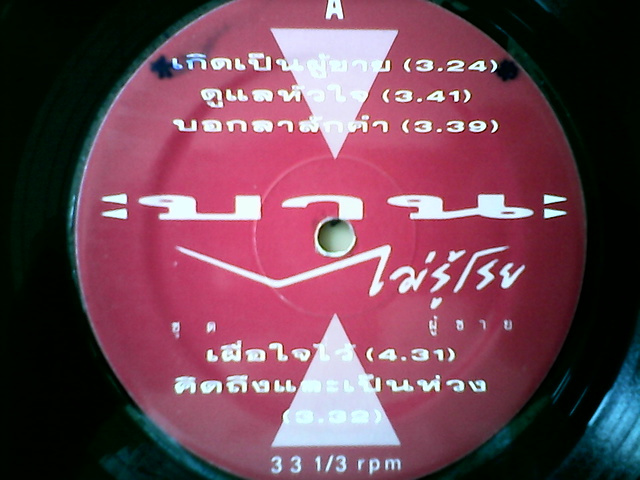 A
เกิดเป็นผู้ชาย (3.24)
ดูแลหัวใจ (3.41)
บอกลาสักคำ (3.39)
บานไม่รู้โรย
ชุด ผู้ชาย
เผื่อใจไว้ (4.31)
คิดถึงและเป็นห่วง
(3.32)
33 1/3 rpm